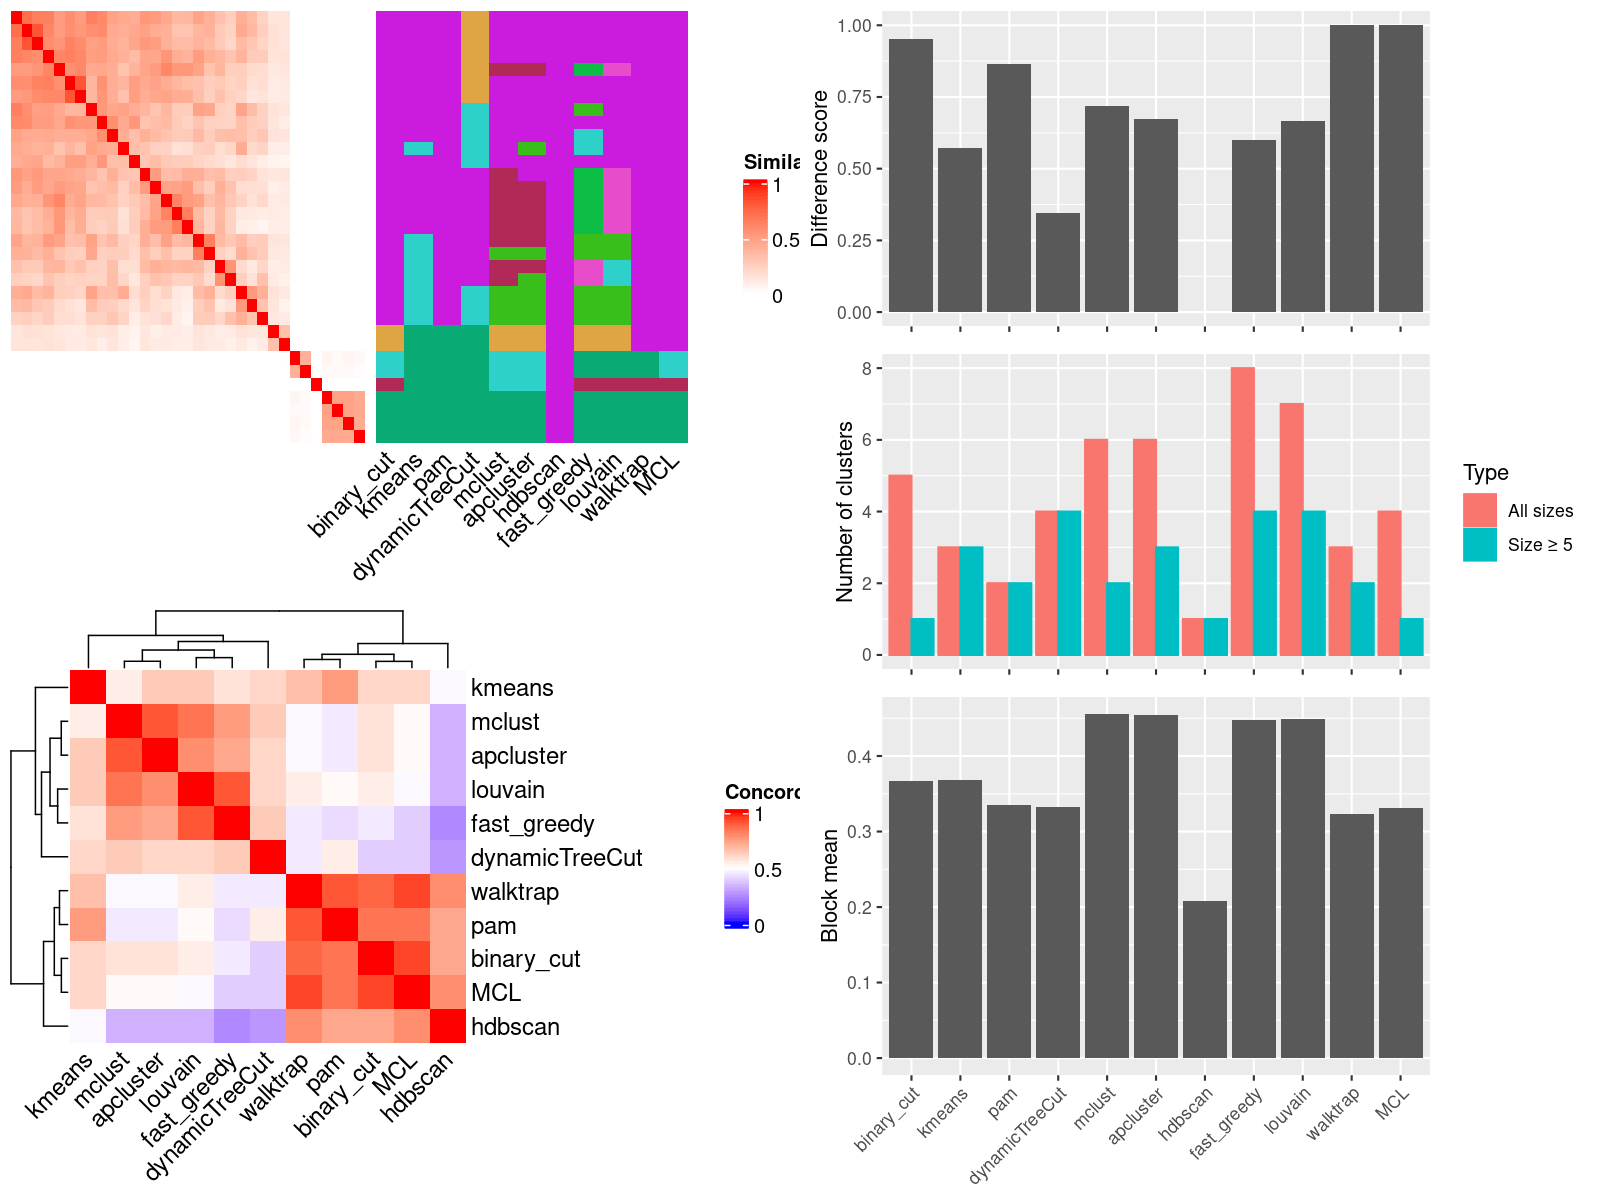 Simila
1
0.5
0
binary_cut
kmeans
pam
dynamicTreeCut
mclust
apcluster
hdbscan
fast_greedy
louvain
walktrap
MCL
kmeans
mclust
apcluster
louvain
fast_greedy
dynamicTreeCut
walktrap
pam
binary_cut
MCL
hdbscan
Concord
1
0.5
0
kmeans
mclust
apcluster
louvain
fast_greedy
dynamicTreeCut
walktrap
pam
binary_cut
MCL
hdbscan
Difference score
1.00
0.75
0.50
0.25
0.00
Number of clusters
8
6
4
2
0
Type
All sizes
Size ≥ 5
Block mean
0.4
0.3
0.2
0.1
0.0
binary_cut
kmeans
pam
dynamicTreeCut
mclust
apcluster
hdbscan
fast_greedy
louvain
walktrap
MCL